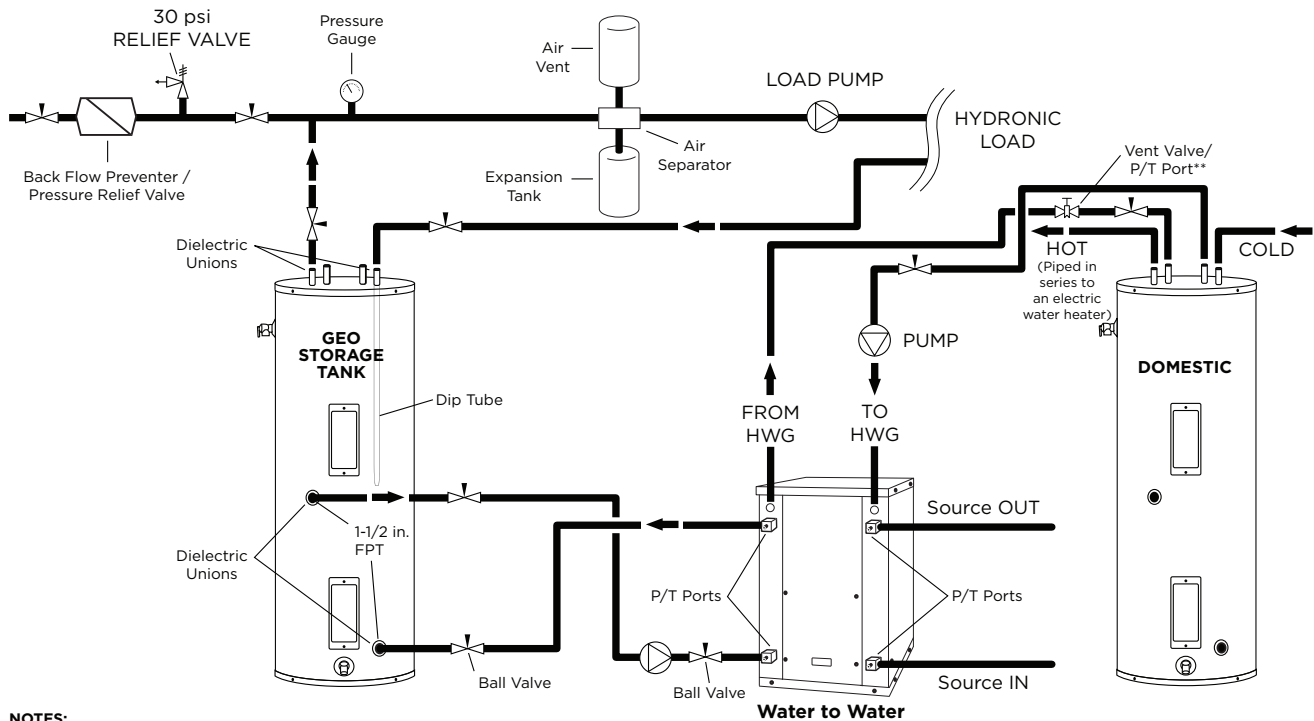 30 psi
RELIEF VALVE
Pressure
Gauge
Air
Vent
LOAD PUMP
HYDRONIC
LOAD
Vent Valve/
P/T Port**
Back Flow Preventer /
Pressure Relief Valve
Air
Separator
Expansion
Tank
Dielectric
Unions
HOT
(Piped in
series to
an electric
water heater)
COLD
GEO
STORAGE
TANK
PUMP
DOMESTIC
Dip Tube
FROM
HWG
TO
HWG
Source OUT
1-1/2 in.
FPT
Dielectric
Unions
P/T Ports
P/T Ports
Ball Valve
Ball Valve
Source IN
Water to Water
NOTES: